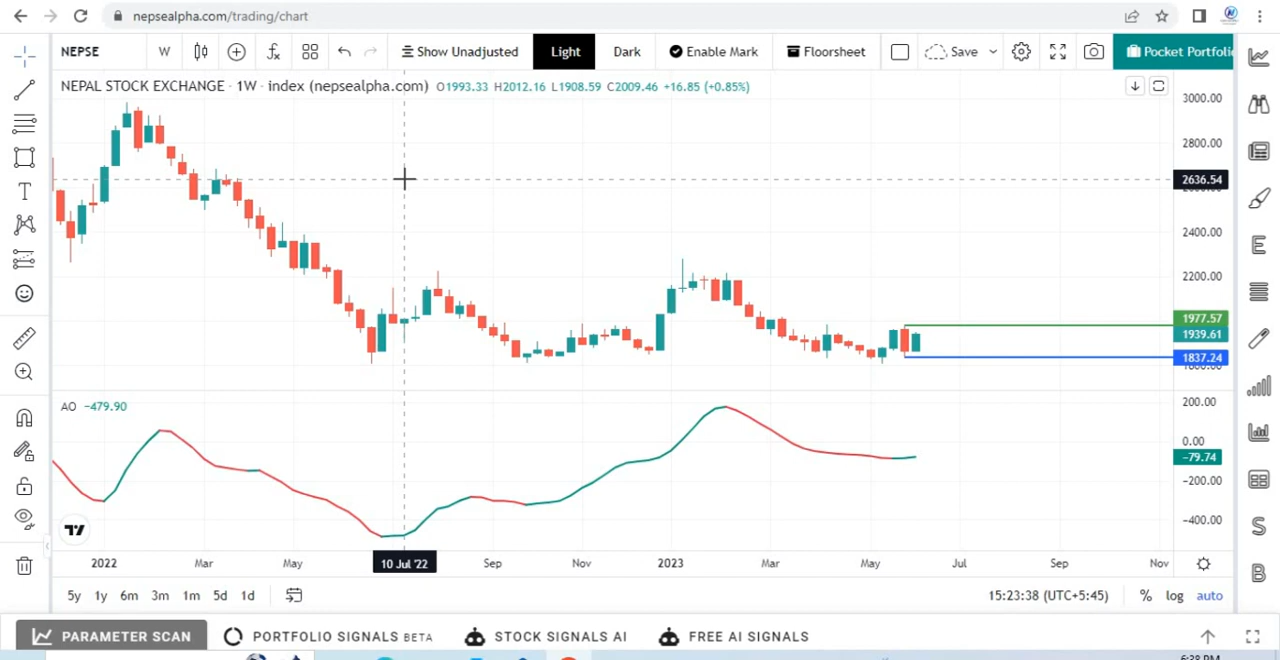 nepsealpha.com/trading/chart
NEPSE W Show Unadjusted Light Dark Enable Mark Floorsheet Save Pocket Portfoli
NEPAL STOCK EXCHANGE · 1W · index (nepsealpha.com) O1993.33 H2012.16 L1908.59 C2009.46 +16.85 (+0.85%)
3000.00
2800.00
2636.54
2400.00
2200.00
1977.57
1939.61
1837.24
AO −479.90
200.00
0.00
−79.74
−200.00
−400.00
2022 Mar May 10 Jul '22 Sep Nov 2023 Mar May Jul Sep Nov
5y 1y 6m 3m 1m 5d 1d 15:23:38 (UTC+5:45) % log auto
PARAMETER SCAN PORTFOLIO SIGNALS BETA STOCK SIGNALS AI FREE AI SIGNALS